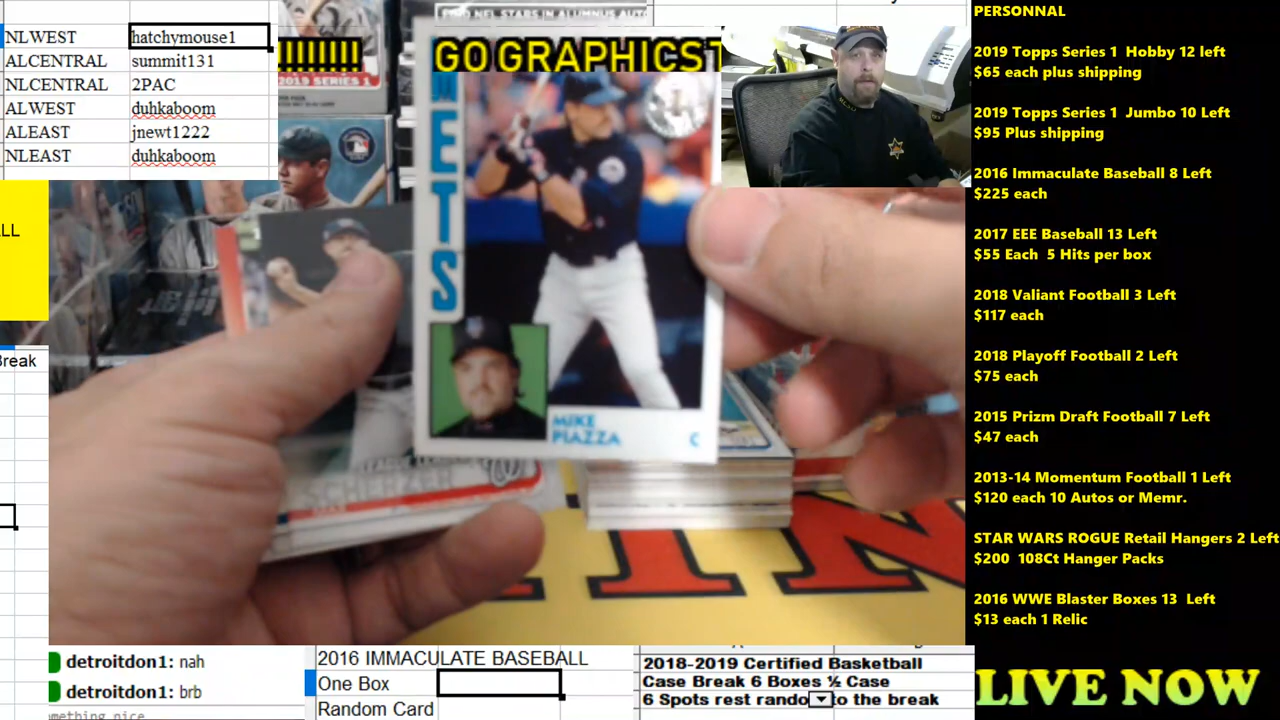 NLWEST hatchymouse1
ALCENTRAL summit131
NLCENTRAL 2PAC
ALWEST duhkaboom
ALEAST jnewt1222
NLEAST duhkaboom
2019 SERIES 1
GO GRAPHICS
METS
MIKE
PIAZZA
C
SCHERZER
PERSONNAL
2019 Topps Series 1 Hobby 12 left
$65 each plus shipping
2019 Topps Series 1 Jumbo 10 Left
$95 Plus shipping
2016 Immaculate Baseball 8 Left
$225 each
2017 EEE Baseball 13 Left
$55 Each 5 Hits per box
2018 Valiant Football 3 Left
$117 each
2018 Playoff Football 2 Left
$75 each
2015 Prizm Draft Football 7 Left
$47 each
2013-14 Momentum Football 1 Left
$120 each 10 Autos or Memr.
STAR WARS ROGUE Retail Hangers 2 Left
$200 108Ct Hanger Packs
2016 WWE Blaster Boxes 13 Left
$13 each 1 Relic
LIVE NOW
detroitdon1: nah
detroitdon1: brb
2016 IMMACULATE BASEBALL
One Box
Random Card
2018-2019 Certified Basketball
Case Break 6 Boxes ½ Case
6 Spots rest rando to the break